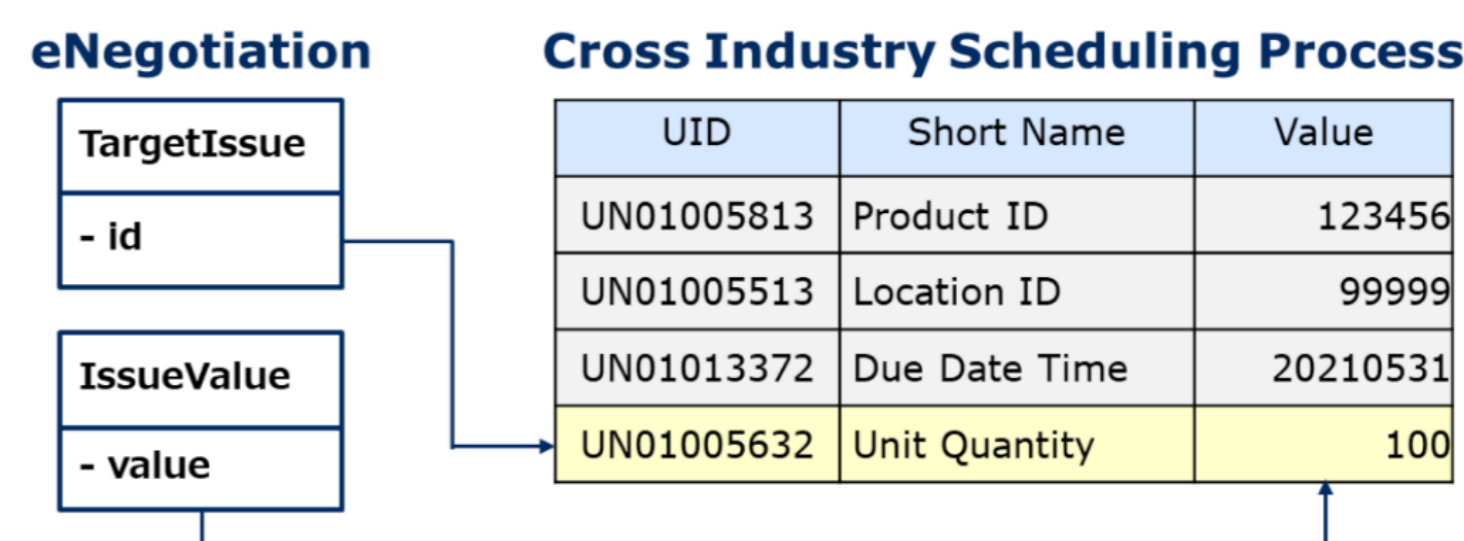 eNegotiation
Cross Industry Scheduling Process
TargetIssue
- id
IssueValue
- value
UID Short Name Value
UN01005813 Product ID 123456
UN01005513 Location ID 99999
UN01013372 Due Date Time 20210531
UN01005632 Unit Quantity 100